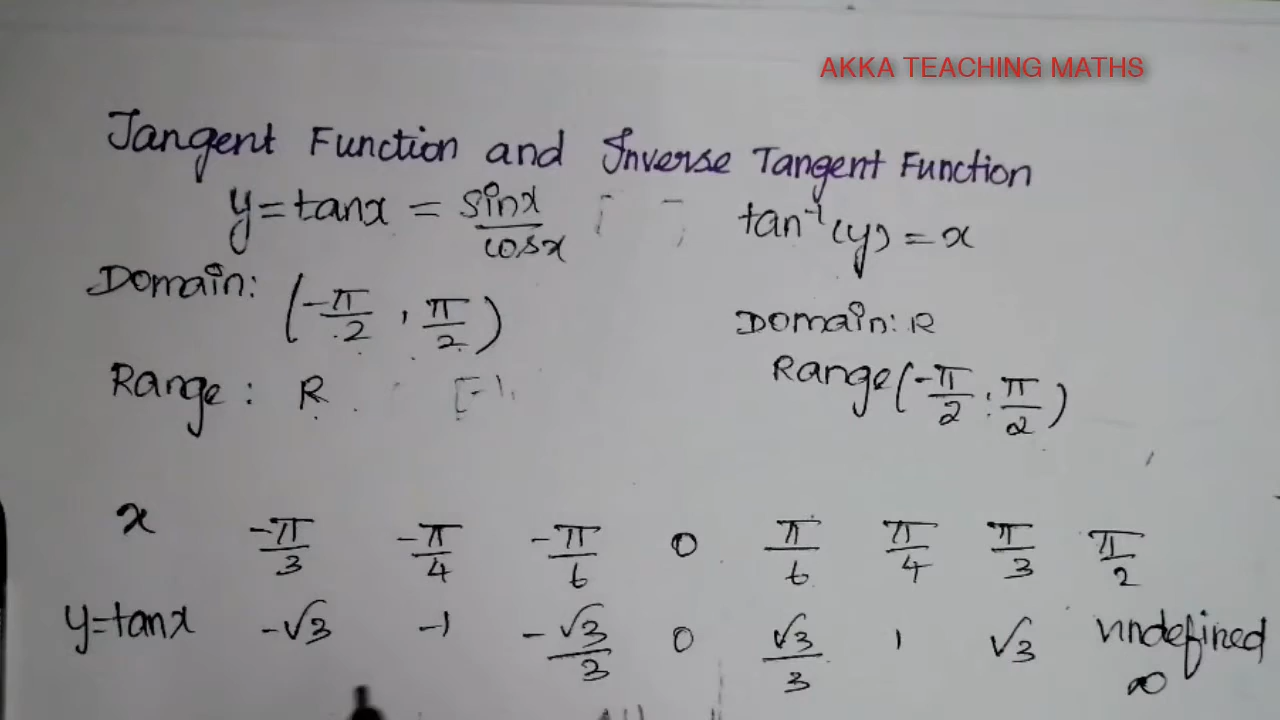 AKKA TEACHING MATHS
Tangent Function and Inverse Tangent Function
y = tanx = sinx/cosx
tan⁻¹(y) = x
Domain: (-π/2, π/2)
Domain: R
Range: R [-1,
Range (-π/2 : π/2)
x -π/3 -π/4 -π/6 0 π/6 π/4 π/3 π/2
y=tanx -√3 -1 -√3/3 0 √3/3 1 √3 undefined
∞